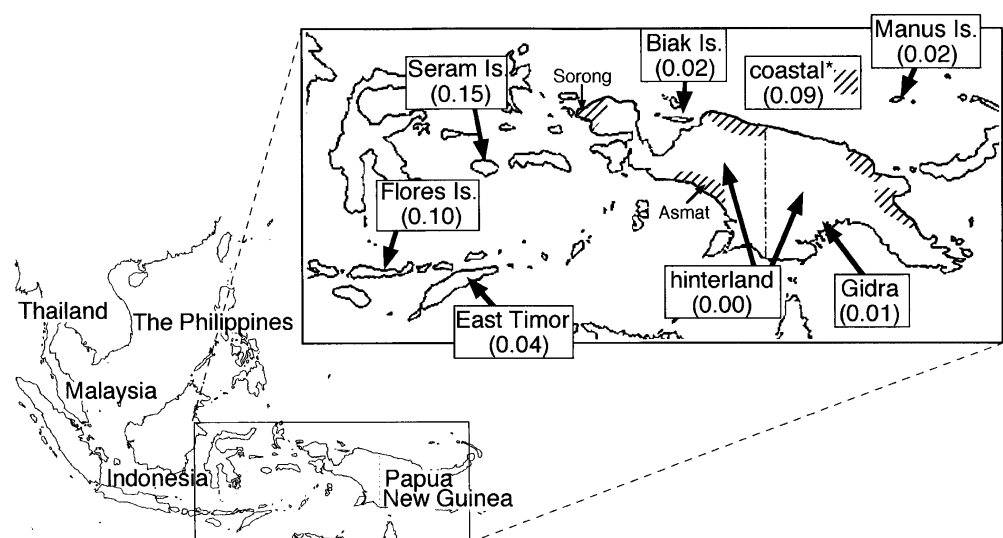 Manus Is.
(0.02)
Biak Is.
(0.02)
Seram Is.
(0.15)
Sorong
coastal*
(0.09)
Flores Is.
(0.10)
Asmat
hinterland
(0.00)
Gidra
(0.01)
East Timor
(0.04)
Thailand
The Philippines
Malaysia
Indonesia
Papua
New Guinea